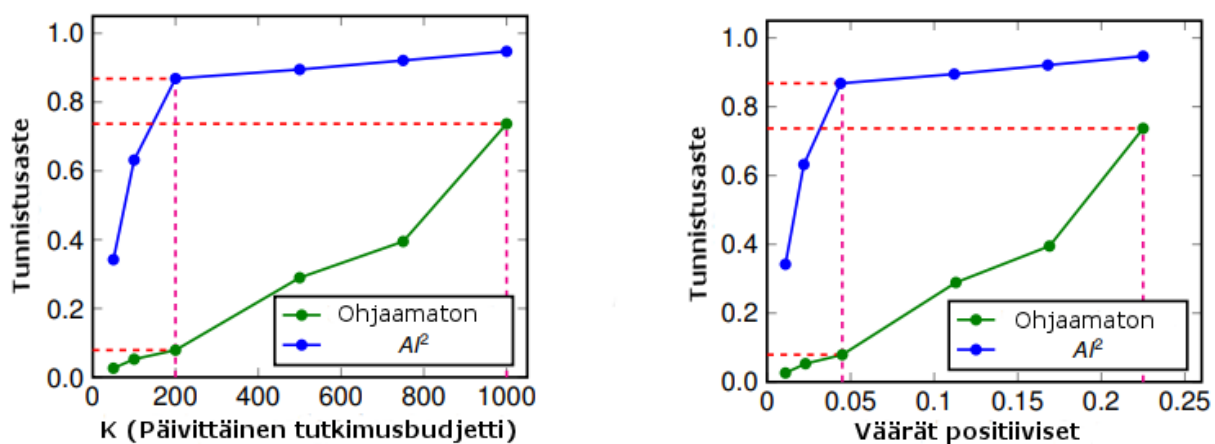 1.0
0.8
0.6
0.4
0.2
0.0
Tunnistusaste
0 200 400 600 800 1000
K (Päivittäinen tutkimusbudjetti)
Ohjaamaton
AI²
1.0
0.8
0.6
0.4
0.2
0.0
Tunnistusaste
0 0.05 0.1 0.15 0.2 0.25
Väärät positiiviset
Ohjaamaton
AI²